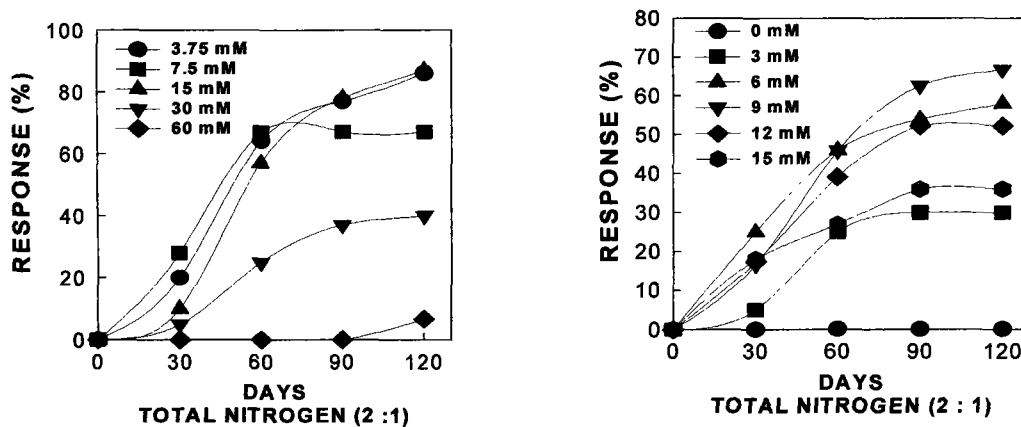 RESPONSE (%)
100
80
60
40
20
0
3.75 mM
7.5 mM
15 mM
30 mM
60 mM
0 30 60 90 120
DAYS
TOTAL NITROGEN (2 :1)
RESPONSE (%)
80
70
60
50
40
30
20
10
0
0 mM
3 mM
6 mM
9 mM
12 mM
15 mM
0 30 60 90 120
DAYS
TOTAL NITROGEN (2 : 1)